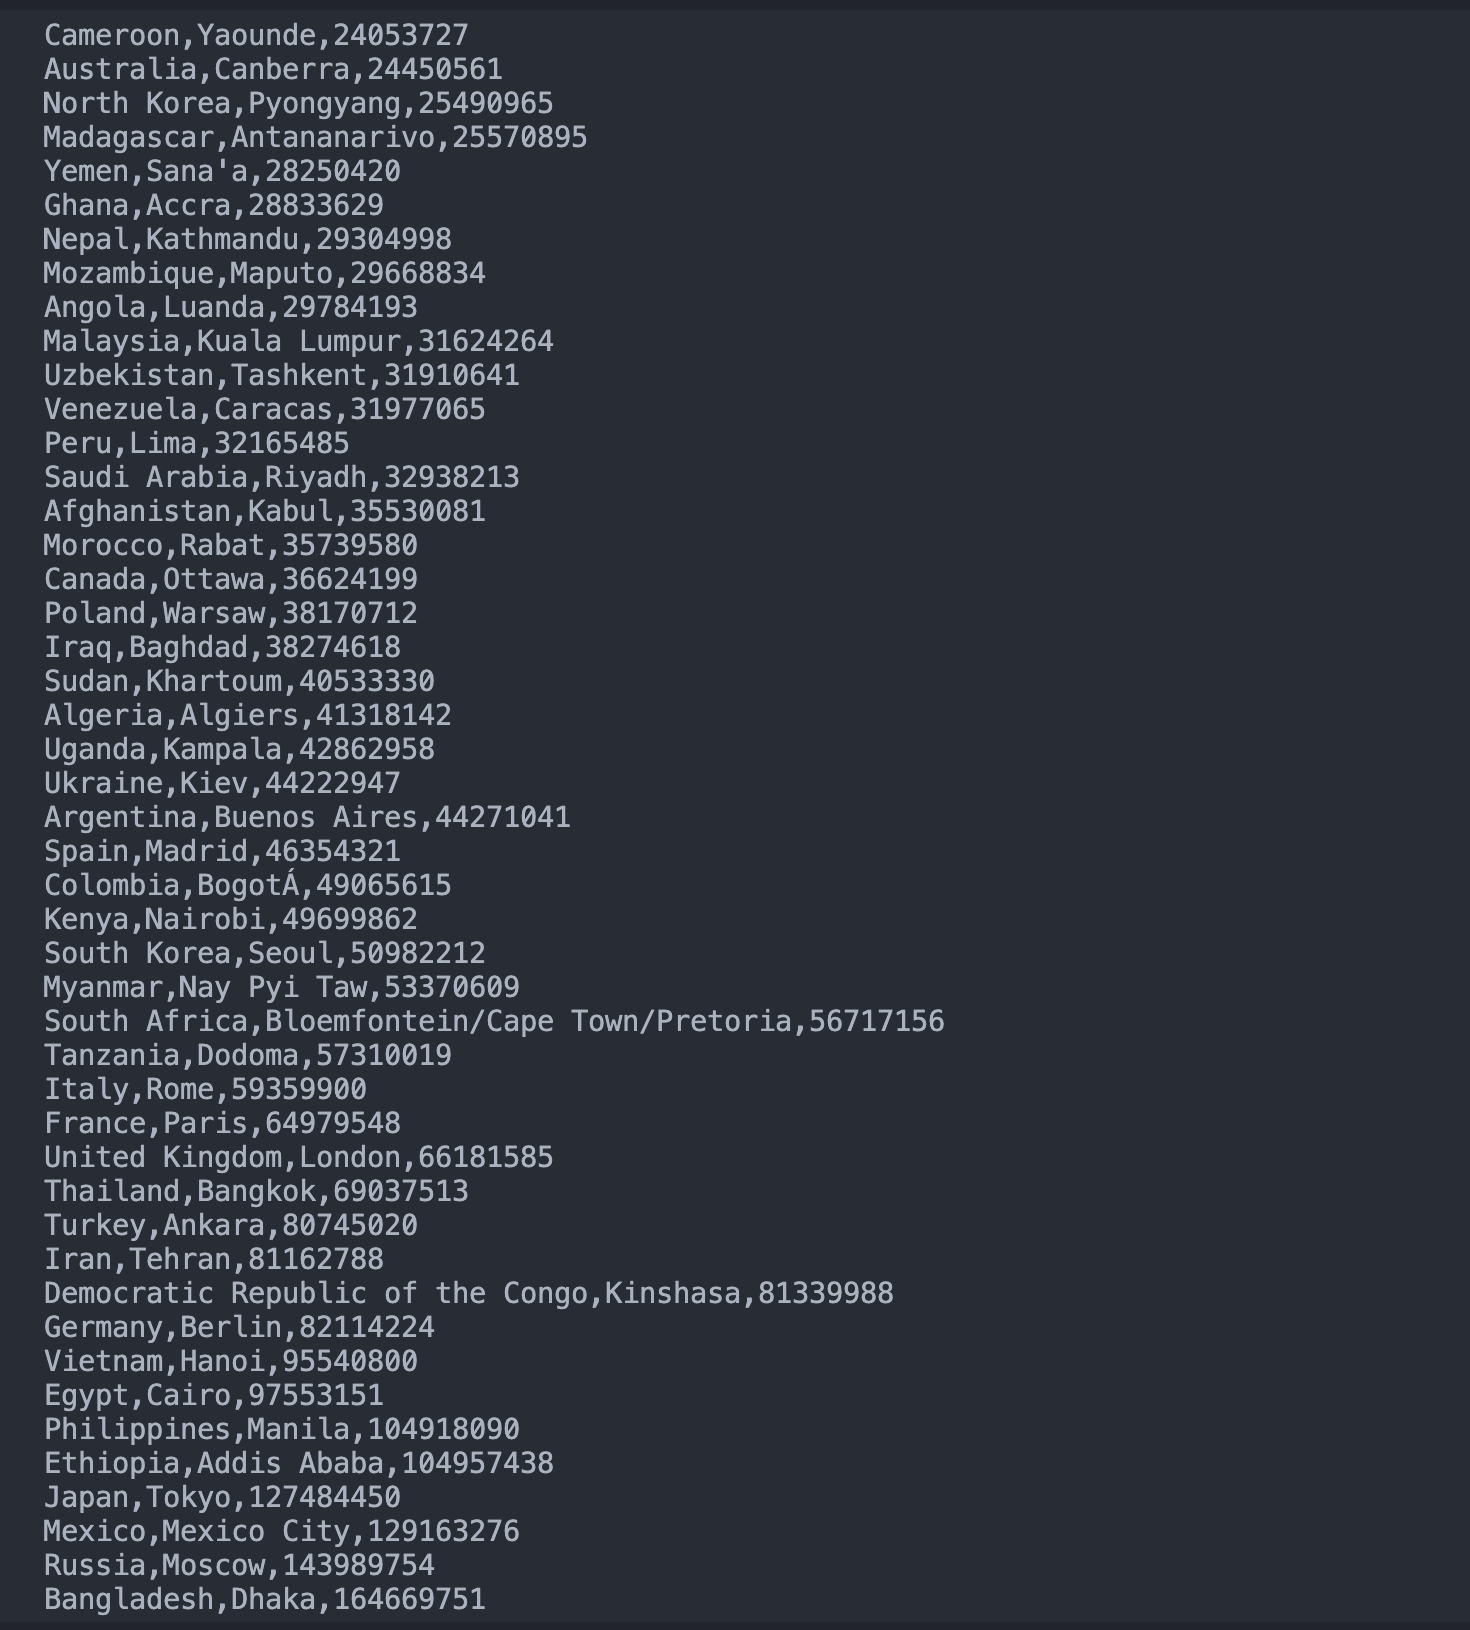 Cameroon,Yaounde,24053727
Australia,Canberra,24450561
North Korea,Pyongyang,25490965
Madagascar,Antananarivo,25570895
Yemen,Sana'a,28250420
Ghana,Accra,28833629
Nepal,Kathmandu,29304998
Mozambique,Maputo,29668834
Angola,Luanda,29784193
Malaysia,Kuala Lumpur,31624264
Uzbekistan,Tashkent,31910641
Venezuela,Caracas,31977065
Peru,Lima,32165485
Saudi Arabia,Riyadh,32938213
Afghanistan,Kabul,35530081
Morocco,Rabat,35739580
Canada,Ottawa,36624199
Poland,Warsaw,38170712
Iraq,Baghdad,38274618
Sudan,Khartoum,40533330
Algeria,Algiers,41318142
Uganda,Kampala,42862958
Ukraine,Kiev,44222947
Argentina,Buenos Aires,44271041
Spain,Madrid,46354321
Colombia,BogotÁ,49065615
Kenya,Nairobi,49699862
South Korea,Seoul,50982212
Myanmar,Nay Pyi Taw,53370609
South Africa,Bloemfontein/Cape Town/Pretoria,56717156
Tanzania,Dodoma,57310019
Italy,Rome,59359900
France,Paris,64979548
United Kingdom,London,66181585
Thailand,Bangkok,69037513
Turkey,Ankara,80745020
Iran,Tehran,81162788
Democratic Republic of the Congo,Kinshasa,81339988
Germany,Berlin,82114224
Vietnam,Hanoi,95540800
Egypt,Cairo,97553151
Philippines,Manila,104918090
Ethiopia,Addis Ababa,104957438
Japan,Tokyo,127484450
Mexico,Mexico City,129163276
Russia,Moscow,143989754
Bangladesh,Dhaka,164669751